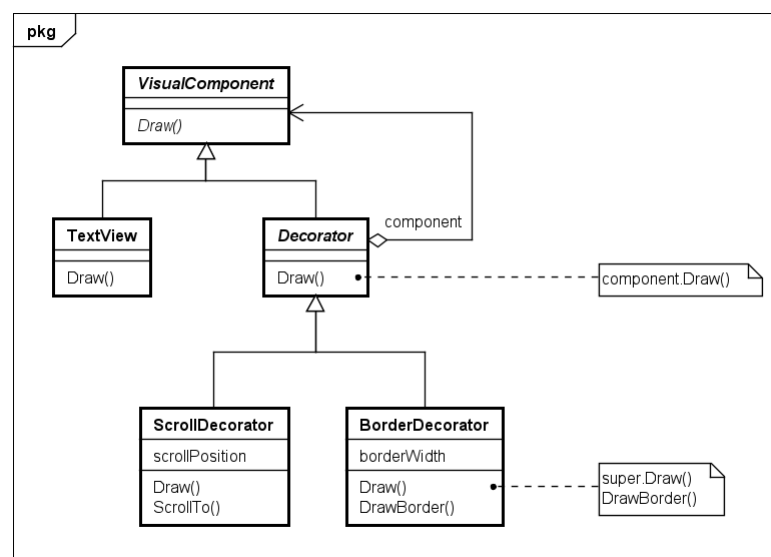 pkg
VisualComponent
Draw()
component
TextView
Draw()
Decorator
Draw()
component.Draw()
ScrollDecorator
scrollPosition
Draw()
ScrollTo()
BorderDecorator
borderWidth
Draw()
DrawBorder()
super.Draw()
DrawBorder()